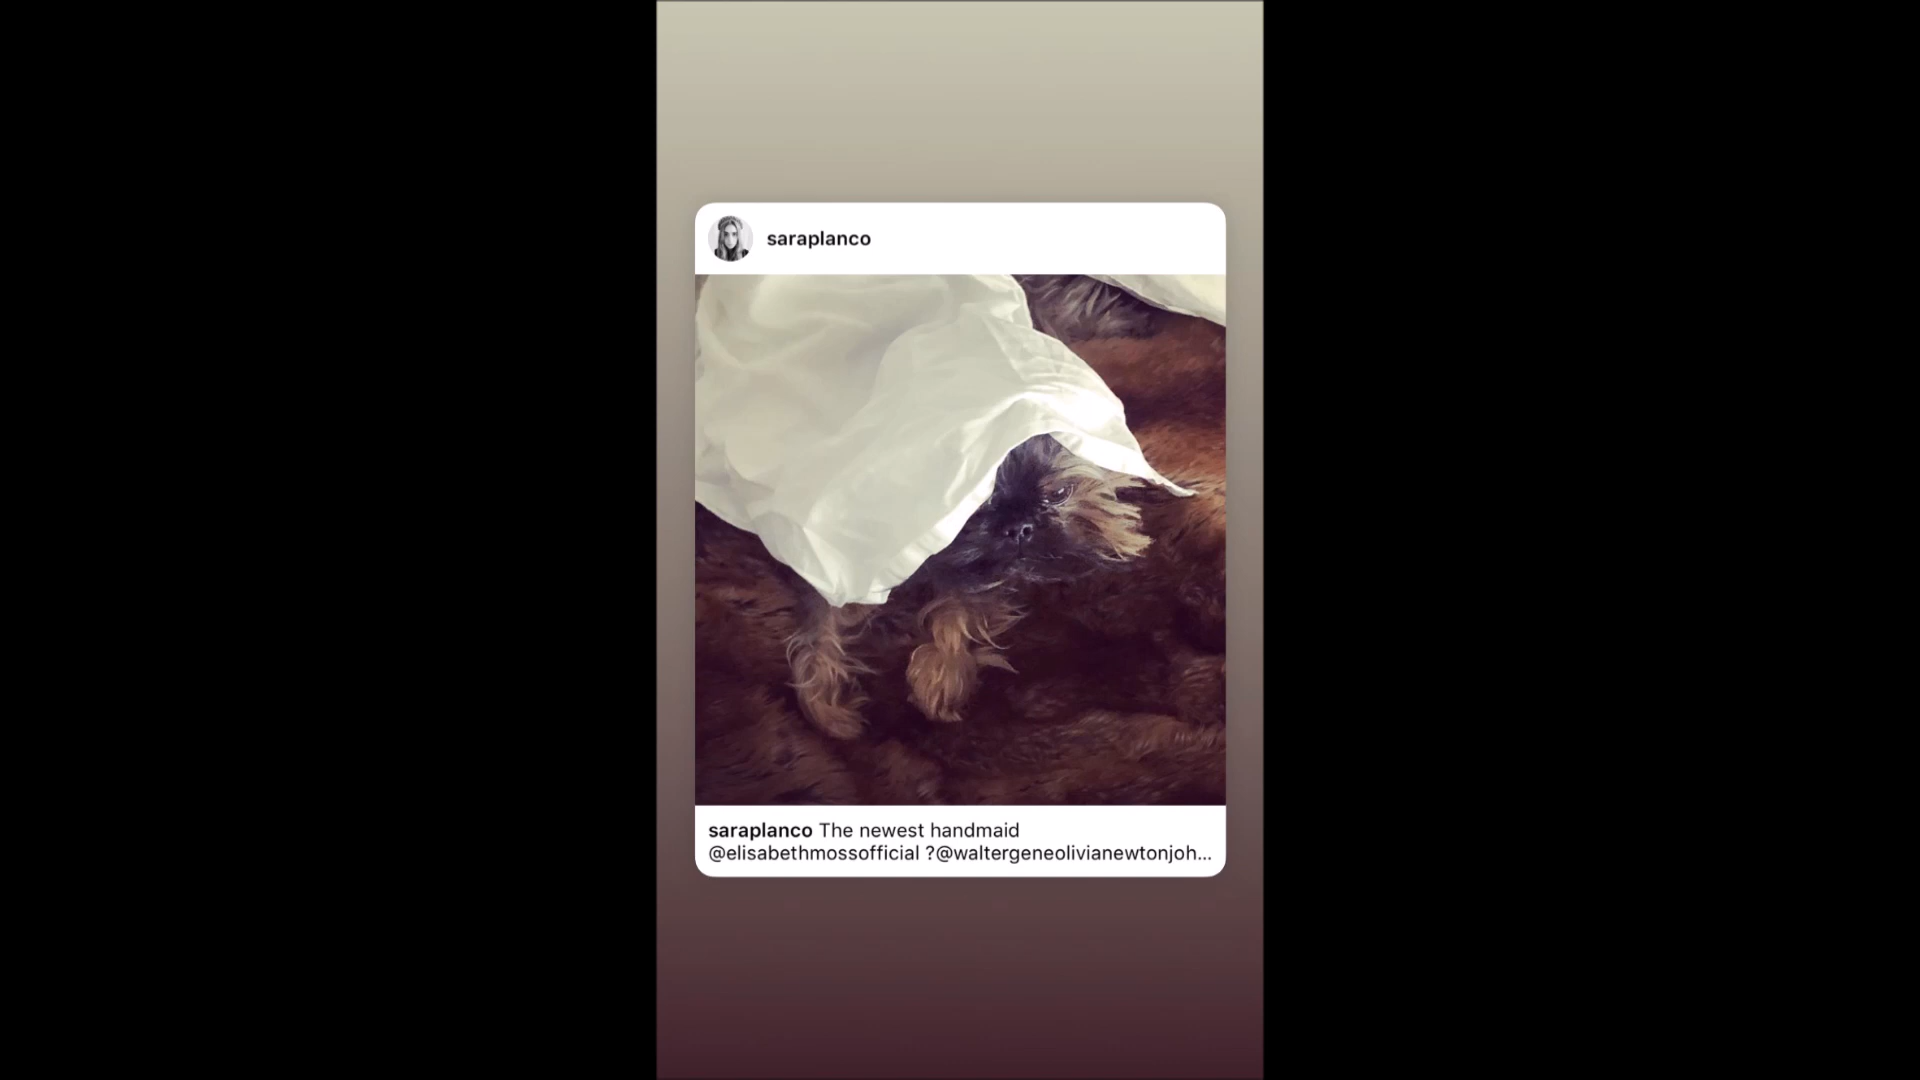 saraplanco
saraplanco The newest handmaid
@elisabethmossofficial ?@waltergeneolivianewtonjoh...